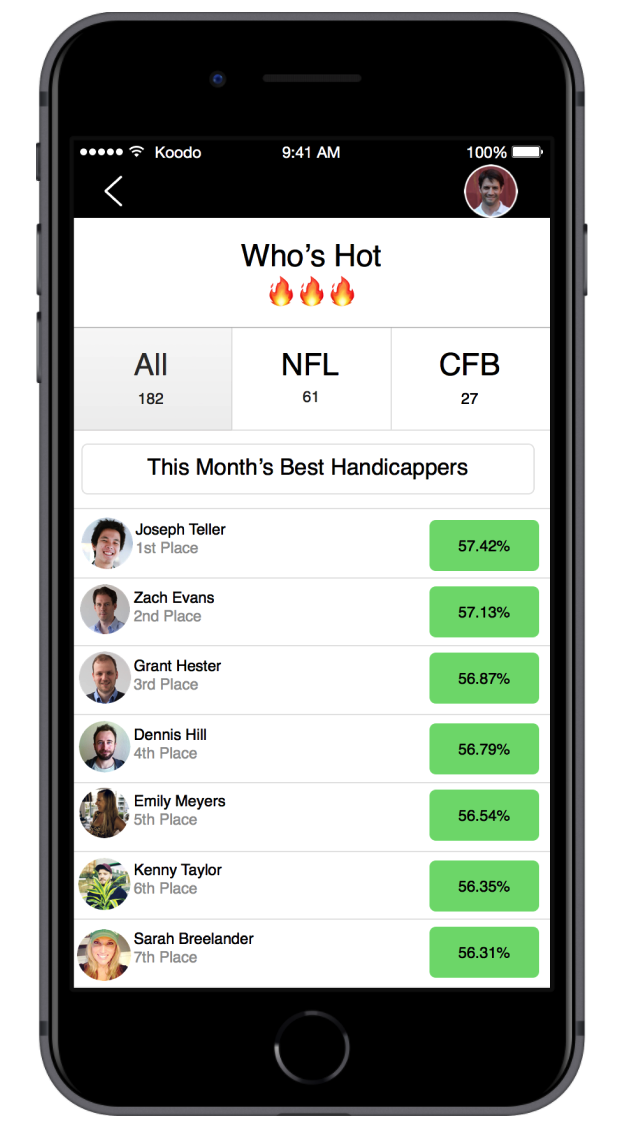 Koodo 9:41 AM 100%
Who's Hot
🔥🔥🔥
All NFL CFB
182 61 27
This Month's Best Handicappers
Joseph Teller
1st Place
57.42%
Zach Evans
2nd Place
57.13%
Grant Hester
3rd Place
56.87%
Dennis Hill
4th Place
56.79%
Emily Meyers
5th Place
56.54%
Kenny Taylor
6th Place
56.35%
Sarah Breelander
7th Place
56.31%